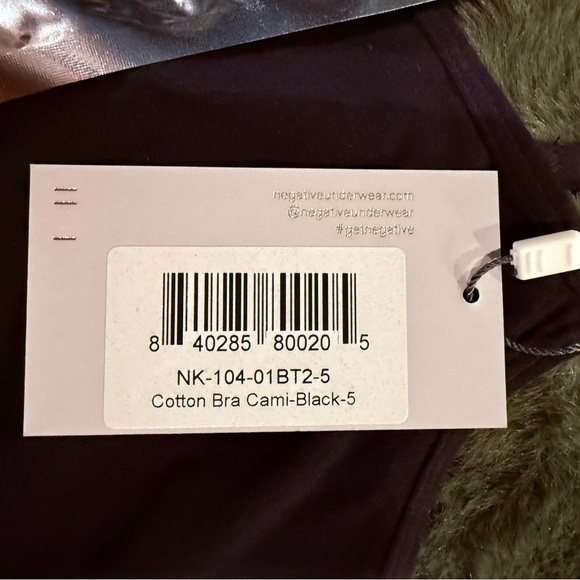 negativeunderwear.com
@negativeunderwear
#getnegative
8 40285 80020 5
NK-104-01BT2-5
Cotton Bra Cami-Black-5